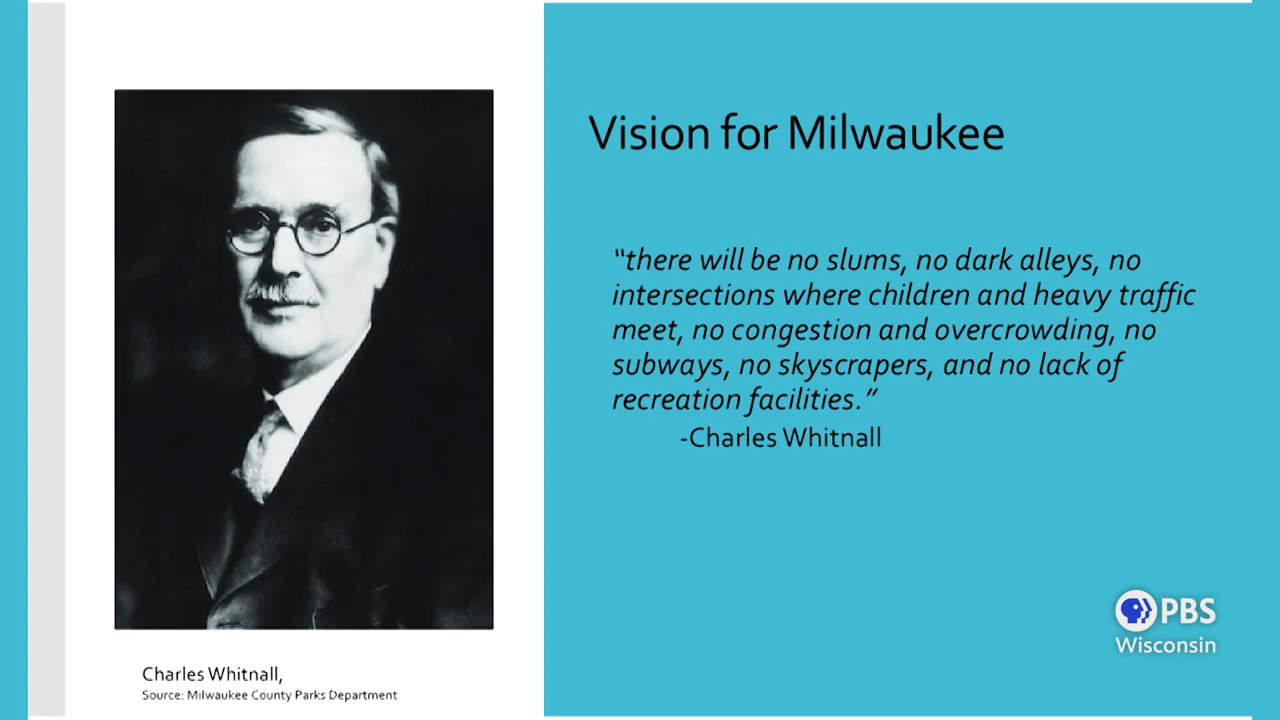 Vision for Milwaukee
“there will be no slums, no dark alleys, no
intersections where children and heavy traffic
meet, no congestion and overcrowding, no
subways, no skyscrapers, and no lack of
recreation facilities.”
-Charles Whitnall
PBS
Wisconsin
Charles Whitnall,
Source: Milwaukee County Parks Department